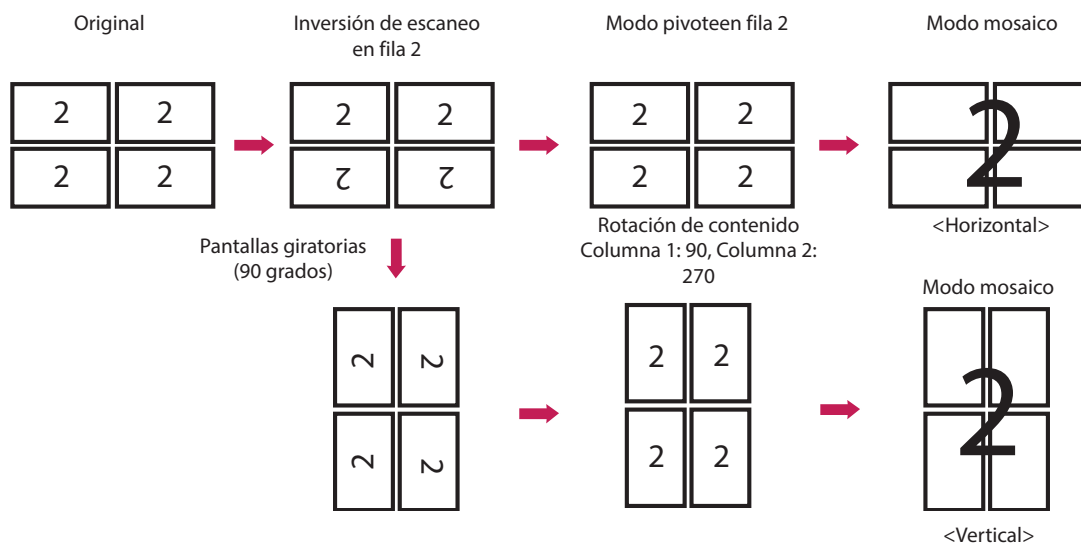 Original
Inversión de escaneo
en fila 2
Modo pivoteen fila 2
Modo mosaico
2 2
2 2
2 2
2 2
2 2
2 2
2
Rotación de contenido
Columna 1: 90, Columna 2:
270
<Horizontal>
Pantallas giratorias
(90 grados)
Modo mosaico
2 2
2 2
2 2
2 2
2
<Vertical>